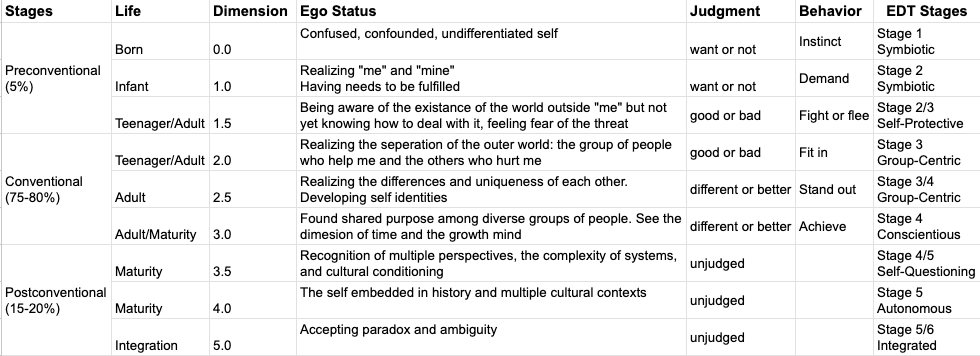 Stages Life Dimension Ego Status Judgment Behavior EDT Stages
Preconventional (5%)
Born 0.0 Confused, confounded, undifferentiated self want or not Instinct Stage 1 Symbiotic
Infant 1.0 Realizing "me" and "mine" Having needs to be fulfilled want or not Demand Stage 2 Symbiotic
Teenager/Adult 1.5 Being aware of the existance of the world outside "me" but not yet knowing how to deal with it, feeling fear of the threat good or bad Fight or flee Stage 2/3 Self-Protective
Conventional (75-80%)
Teenager/Adult 2.0 Realizing the seperation of the outer world: the group of people who help me and the others who hurt me good or bad Fit in Stage 3 Group-Centric
Adult 2.5 Realizing the differences and uniqueness of each other. Developing self identities different or better Stand out Stage 3/4 Group-Centric
Adult/Maturity 3.0 Found shared purpose among diverse groups of people. See the dimesion of time and the growth mind different or better Achieve Stage 4 Conscientious
Postconventional (15-20%)
Maturity 3.5 Recognition of multiple perspectives, the complexity of systems, and cultural conditioning unjudged Stage 4/5 Self-Questioning
Maturity 4.0 The self embedded in history and multiple cultural contexts unjudged Stage 5 Autonomous
Integration 5.0 Accepting paradox and ambiguity unjudged Stage 5/6 Integrated